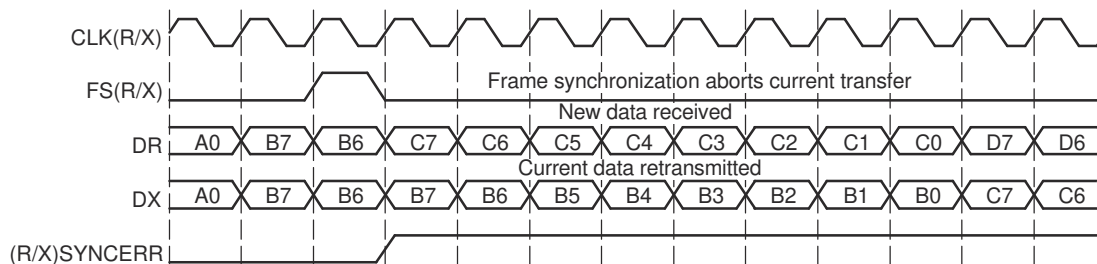 CLK(R/X)
FS(R/X)
Frame synchronization aborts current transfer
New data received
DR A0 B7 B6 C7 C6 C5 C4 C3 C2 C1 C0 D7 D6
Current data retransmitted
DX A0 B7 B6 B7 B6 B5 B4 B3 B2 B1 B0 C7 C6
(R/X)SYNCERR